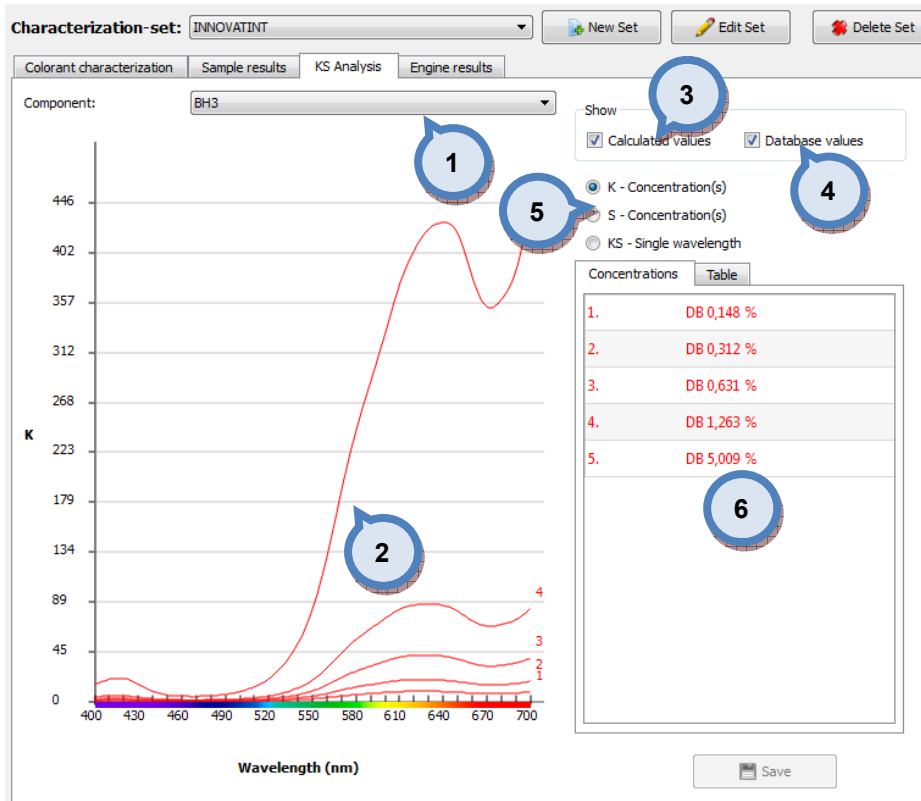 Characterization-set: INNOVATINT New Set Edit Set Delete Set
Colorant characterization Sample results KS Analysis Engine results
Component: BH3
Show
Calculated values Database values
K - Concentration(s)
S - Concentration(s)
KS - Single wavelength
Concentrations Table
1. DB 0,148 %
2. DB 0,312 %
3. DB 0,631 %
4. DB 1,263 %
5. DB 5,009 %
Save
K
446
402
357
312
268
223
179
134
89
45
0
400 430 460 490 520 550 580 610 640 670 700
Wavelength (nm)
4
3
2
1
1
2
3
4
5
6